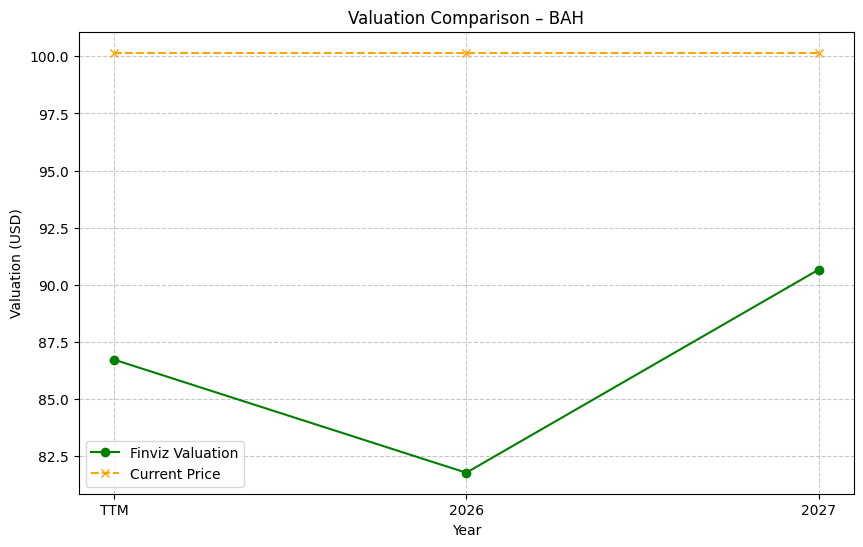 Valuation Comparison – BAH
Valuation (USD)
100.0
97.5
95.0
92.5
90.0
87.5
85.0
82.5
Finviz Valuation
Current Price
TTM
2026
2027
Year